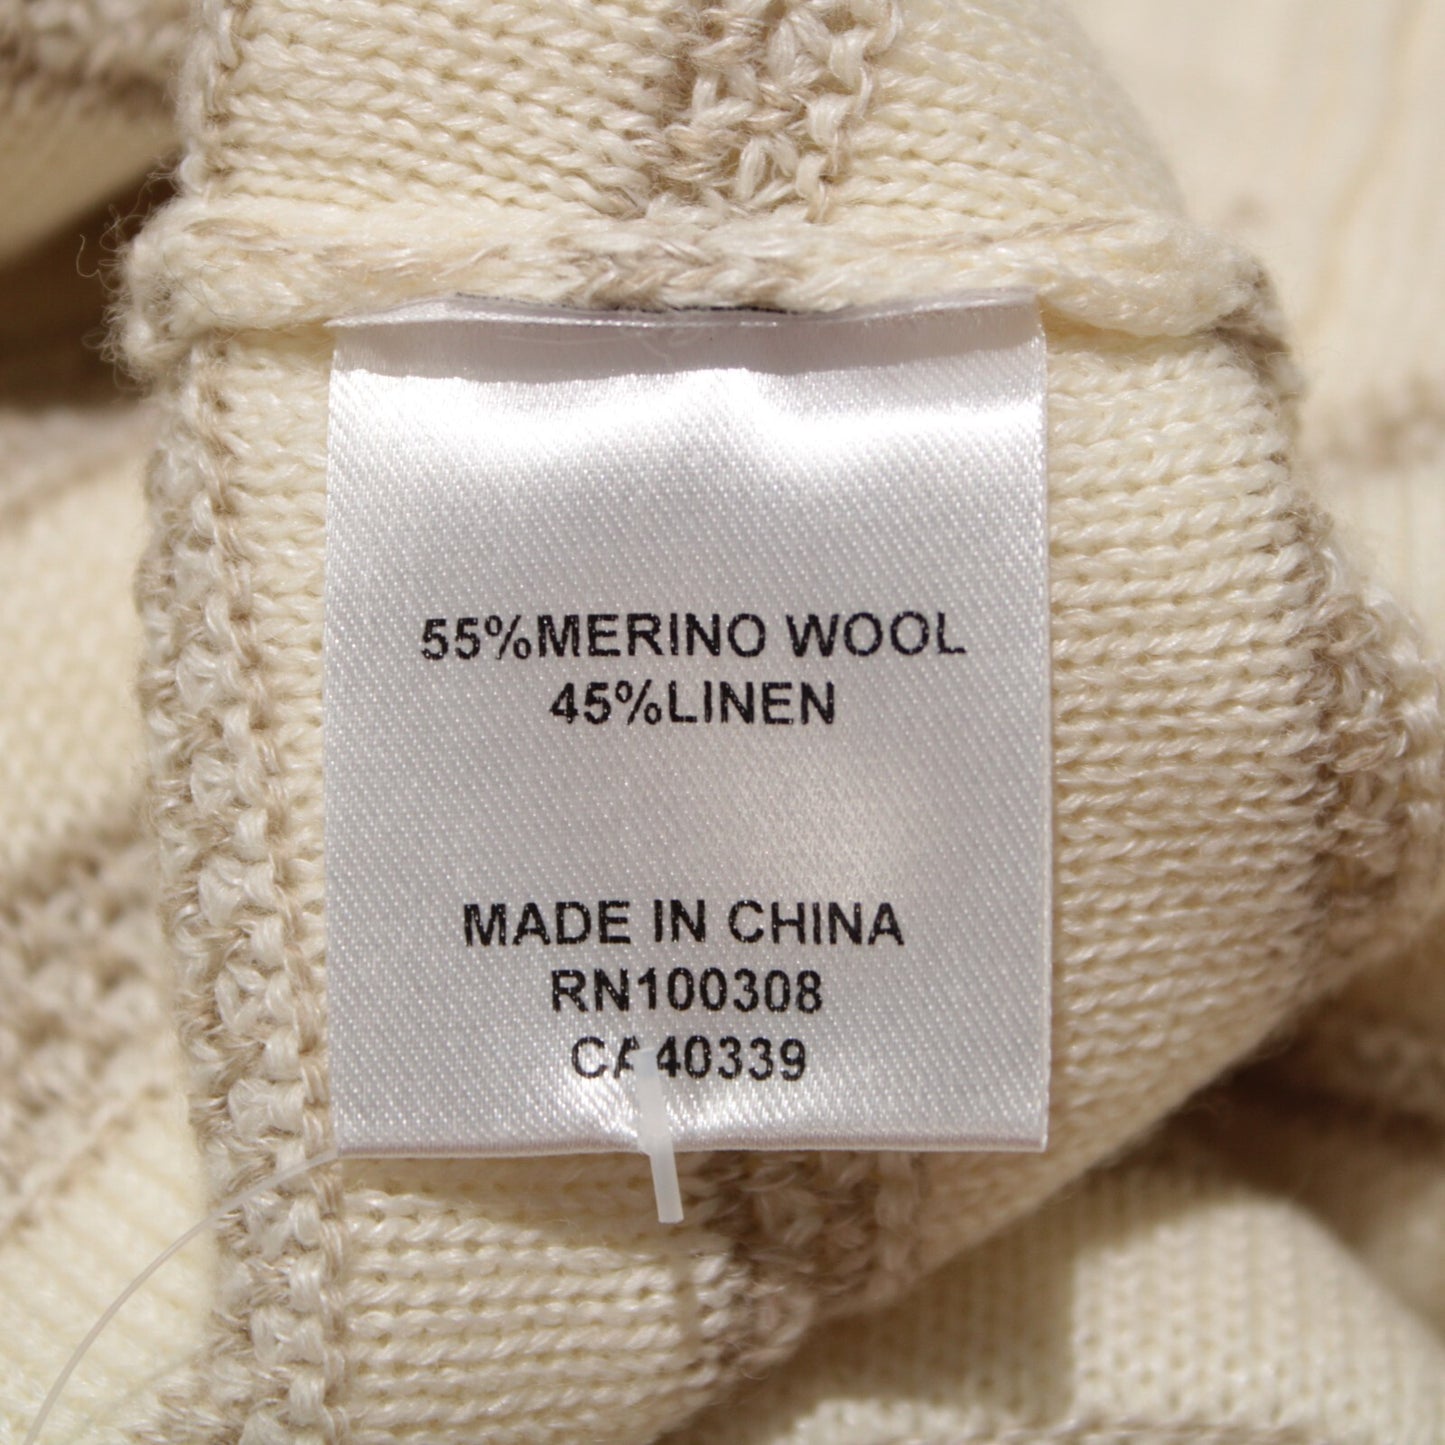 55%MERINO WOOL
45%LINEN
MADE IN CHINA
RN100308
CA40339